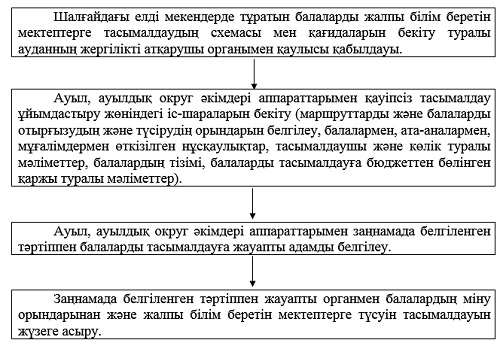 Шалғайдағы елді мекендерде тұратын балаларды жалпы білім беретін
мектептерге тасымалдаудың схемасы мен қағидаларын бекіту туралы
ауданның жергілікті атқарушы органымен қаулысы қабылдауы.
Ауыл, ауылдық округ әкімдері аппараттарымен қауіпсіз тасымалдау
ұйымдастыру жөніндегі іс-шараларын бекіту (маршруттарды және балаларды
отырғызудың және түсірудің орындарын белгілеу, балалармен, ата-аналармен,
мұғалімдермен өткізілген нұсқаулықтар, тасымалдаушы және көлік туралы
мәліметтер, балалардың тізімі, балаларды тасымалдауға бюджеттен бөлінген
қаржы туралы мәліметтер).
Ауыл, ауылдық округ әкімдері аппараттарымен заңнамада белгіленген
тәртіппен балаларды тасымалдауға жауапты адамды белгілеу.
Заңнамада белгіленген тәртіппен жауапты органмен балалардың міну
орындарынан және жалпы білім беретін мектептерге түсуін тасымалдауын
жүзеге асыру.